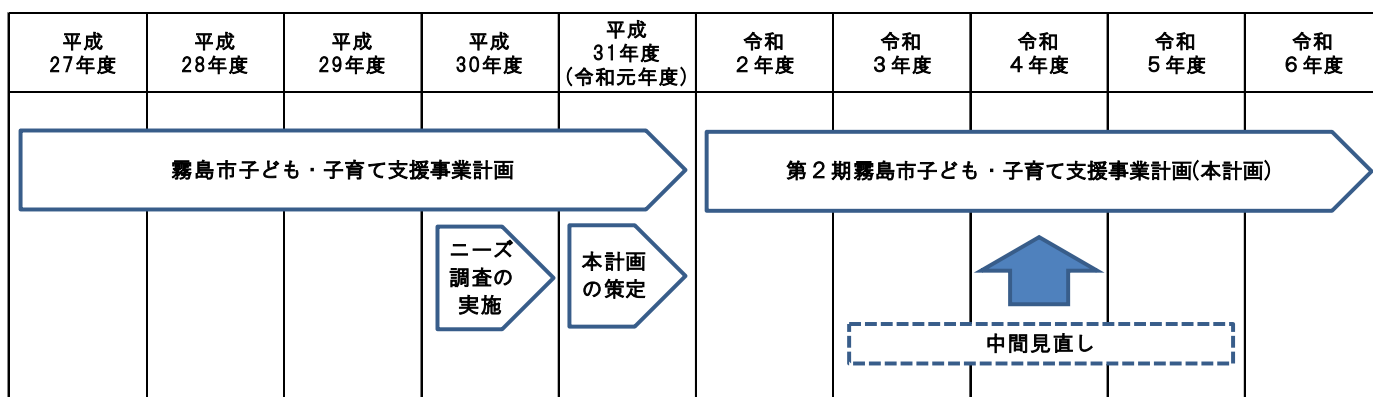 平成
27年度
平成
28年度
平成
29年度
平成
30年度
平成
31年度
(令和元年度)
令和
２年度
令和
３年度
令和
４年度
令和
５年度
令和
６年度
霧島市子ども・子育て支援事業計画
第２期霧島市子ども・子育て支援事業計画(本計画)
ニーズ
調査の
実施
本計画
の策定
中間見直し